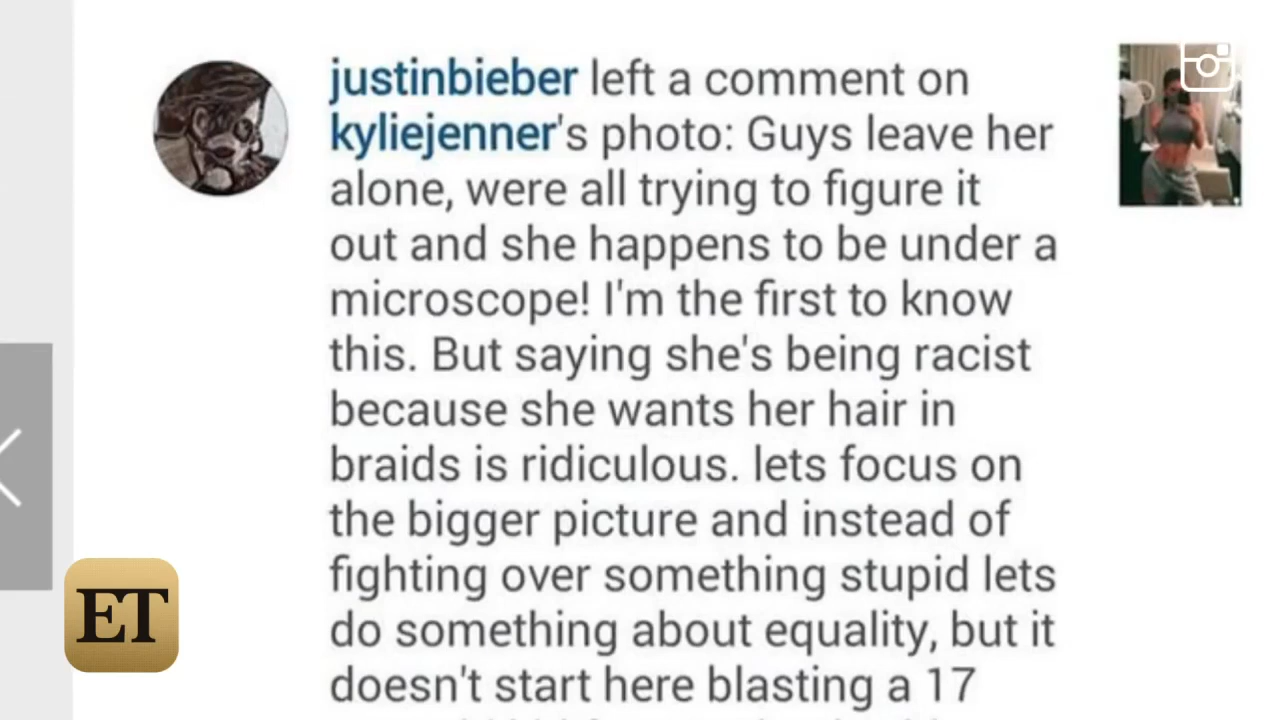 justinbieber left a comment on
kyliejenner's photo: Guys leave her
alone, were all trying to figure it
out and she happens to be under a
microscope! I'm the first to know
this. But saying she's being racist
because she wants her hair in
braids is ridiculous. lets focus on
the bigger picture and instead of
fighting over something stupid lets
do something about equality, but it
doesn't start here blasting a 17
ET